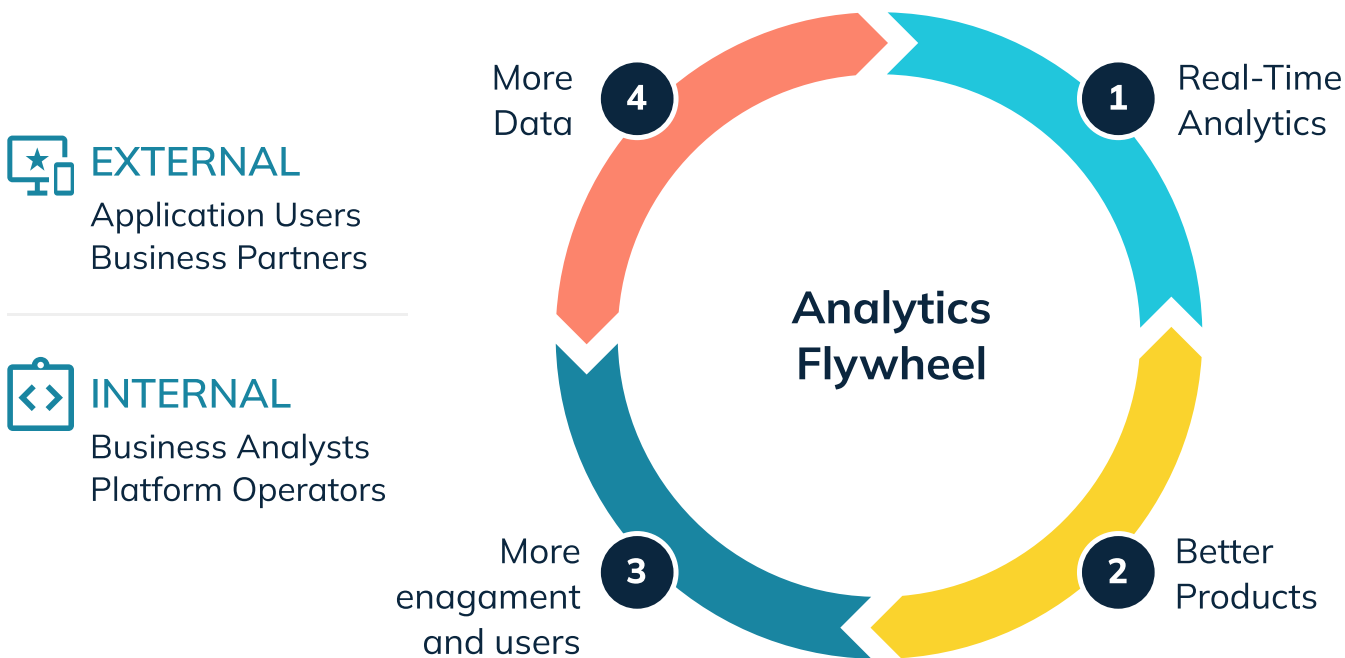 EXTERNAL
Application Users
Business Partners
INTERNAL
Business Analysts
Platform Operators
Analytics
Flywheel
1
Real-Time
Analytics
2
Better
Products
3
More
enagament
and users
4
More
Data